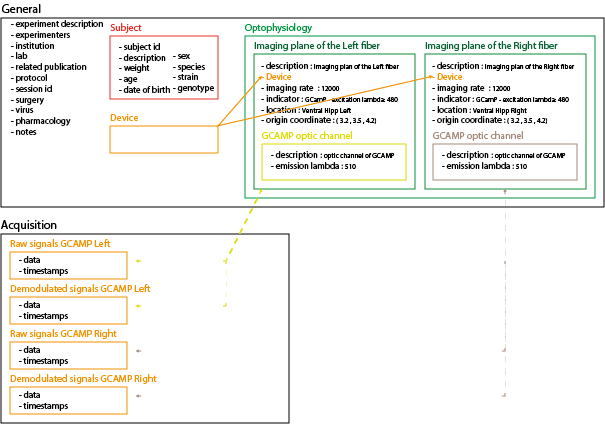 General
- experiment description
- experimenters
- institution
- lab
- related publication
- protocol
- session id
- surgery
- virus
- pharmacology
- notes
Subject
- subject id
- description
- weight
- age
- date of birth
- sex
- species
- strain
- genotype
Device
Optophysiology
Imaging plane of the Left fiber
- description : Imaging plan of the Left fiber
- Device
- imaging rate : 12000
- indicator : GCaMP - excitation lambda: 480
- location : Ventral Hipp Left
- origin coordinate : ( 3.2, 3.5, 4.2)
GCAMP optic channel
- description : optic channel of GCAMP
- emission lambda : 510
Imaging plane of the Right fiber
- description : Imaging plan of the Right fiber
- Device
- imaging rate : 12000
- indicator : GCaMP - excitation lambda: 480
- location : Ventral Hipp Right
- origin coordinate : ( 3.2, 3.5, 4.2)
GCAMP optic channel
- description : optic channel of GCAMP
- emission lambda : 510
Acquisition
Raw signals GCAMP Left
- data
- timestamps
Demodulated signals GCAMP Left
- data
- timestamps
Raw signals GCAMP Right
- data
- timestamps
Demodulated signals GCAMP Right
- data
- timestamps